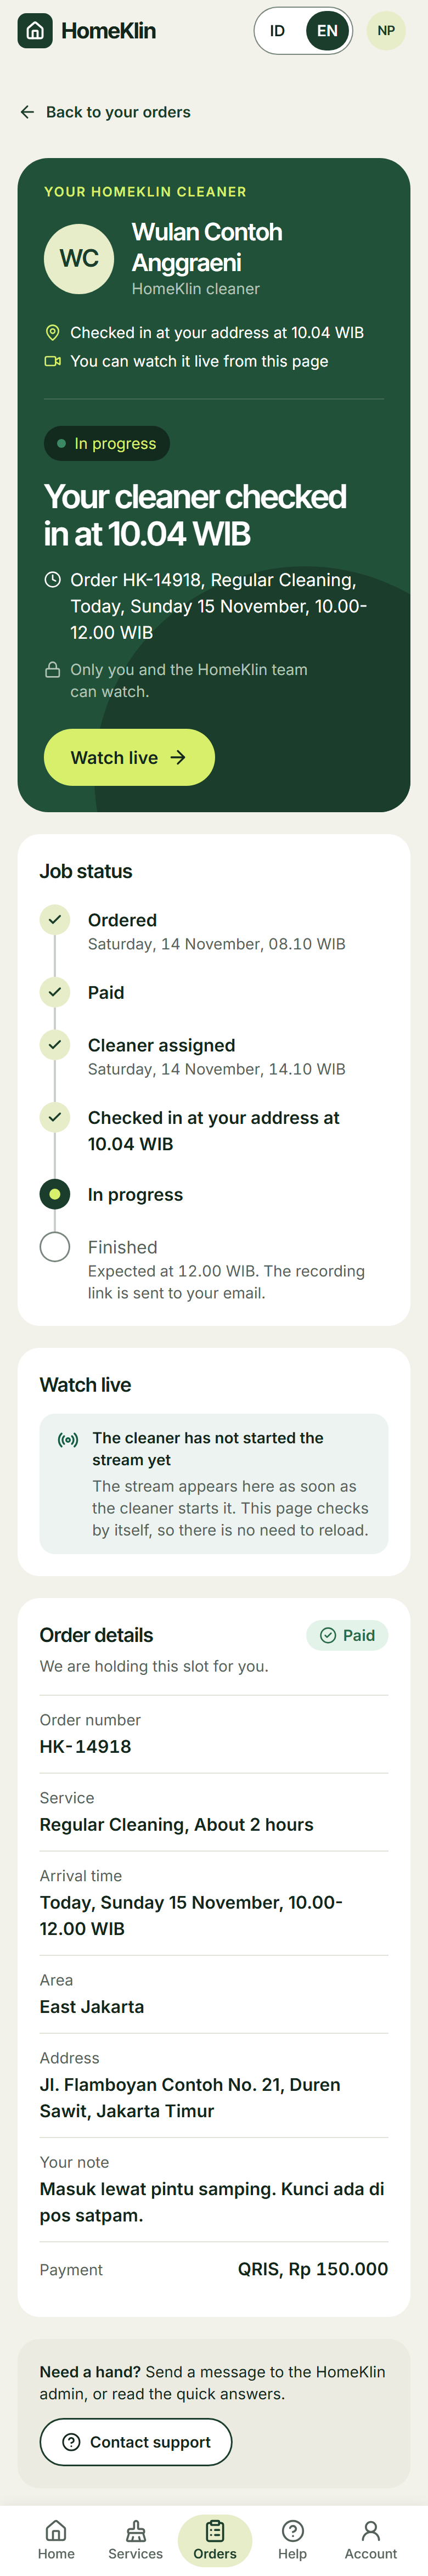 HomeKlin
ID
EN
NP
Back to your orders
YOUR HOMEKLIN CLEANER
WC
Wulan Contoh
Anggraeni
HomeKlin cleaner
Checked in at your address at 10.04 WIB
You can watch it live from this page
In progress
Your cleaner checked
in at 10.04 WIB
Order HK-14918, Regular Cleaning,
Today, Sunday 15 November, 10.00-
12.00 WIB
Only you and the HomeKlin team
can watch.
Watch live
Job status
Ordered
Saturday, 14 November, 08.10 WIB
Paid
Cleaner assigned
Saturday, 14 November, 14.10 WIB
Checked in at your address at
10.04 WIB
In progress
Finished
Expected at 12.00 WIB. The recording
link is sent to your email.
Watch live
The cleaner has not started the
stream yet
The stream appears here as soon as
the cleaner starts it. This page checks
by itself, so there is no need to reload.
Order details
Paid
We are holding this slot for you.
Order number
HK-14918
Service
Regular Cleaning, About 2 hours
Arrival time
Today, Sunday 15 November, 10.00-
12.00 WIB
Area
East Jakarta
Address
Jl. Flamboyan Contoh No. 21, Duren
Sawit, Jakarta Timur
Your note
Masuk lewat pintu samping. Kunci ada di
pos satpam.
Payment
QRIS, Rp 150.000
Need a hand? Send a message to the HomeKlin
admin, or read the quick answers.
Contact support
Home
Services
Orders
Help
Account